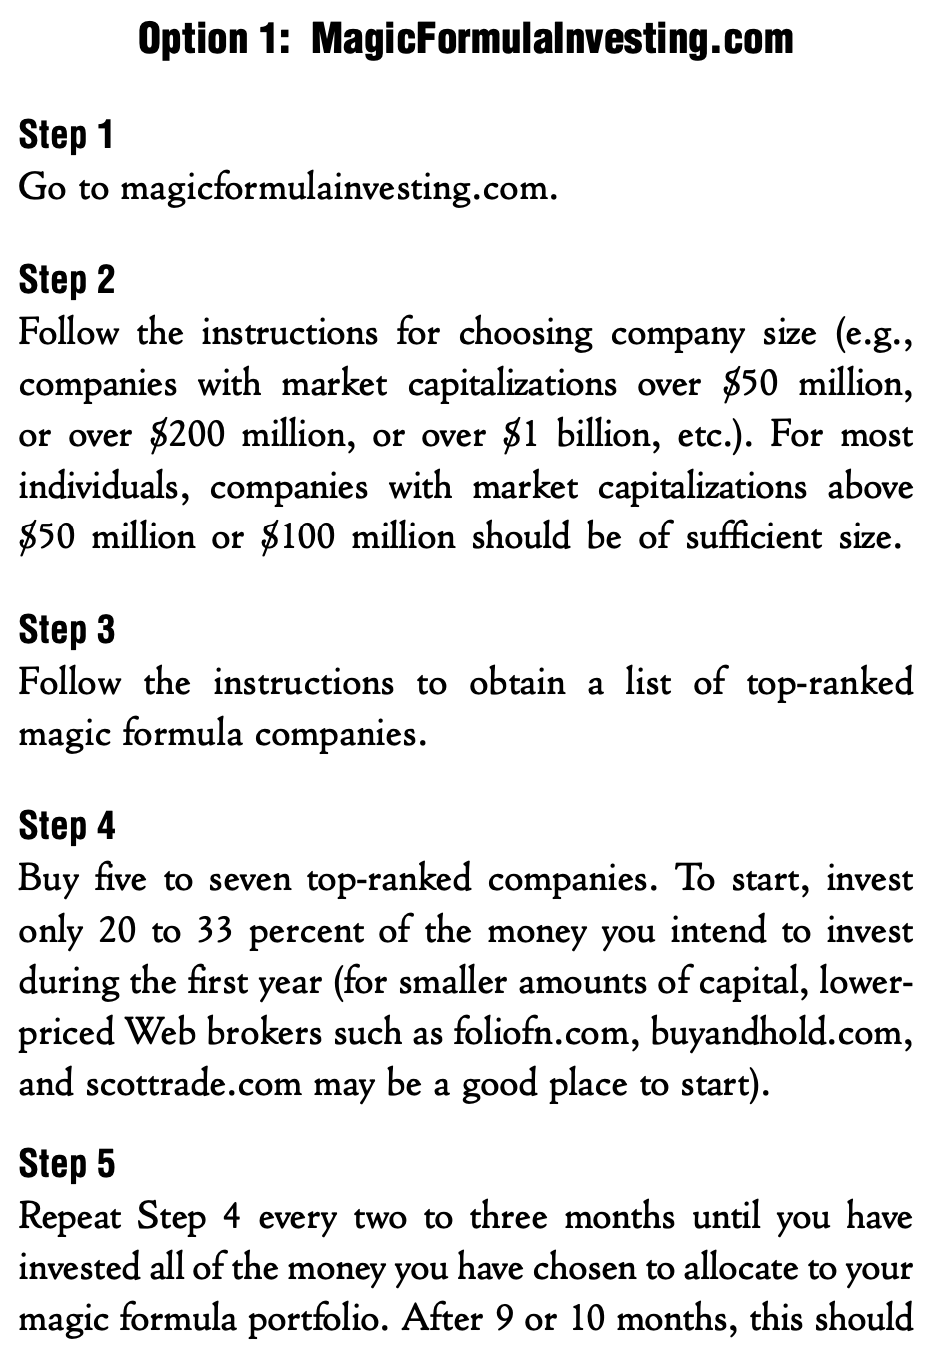 Option 1: MagicFormulaInvesting.com
Step 1
Go to magicformulainvesting.com.
Step 2
Follow the instructions for choosing company size (e.g.,
companies with market capitalizations over $50 million,
or over $200 million, or over $1 billion, etc.). For most
individuals, companies with market capitalizations above
$50 million or $100 million should be of sufficient size.
Step 3
Follow the instructions to obtain a list of top-ranked
magic formula companies.
Step 4
Buy five to seven top-ranked companies. To start, invest
only 20 to 33 percent of the money you intend to invest
during the first year (for smaller amounts of capital, lower-
priced Web brokers such as foliofn.com, buyandhold.com,
and scottrade.com may be a good place to start).
Step 5
Repeat Step 4 every two to three months until you have
invested all of the money you have chosen to allocate to your
magic formula portfolio. After 9 or 10 months, this should